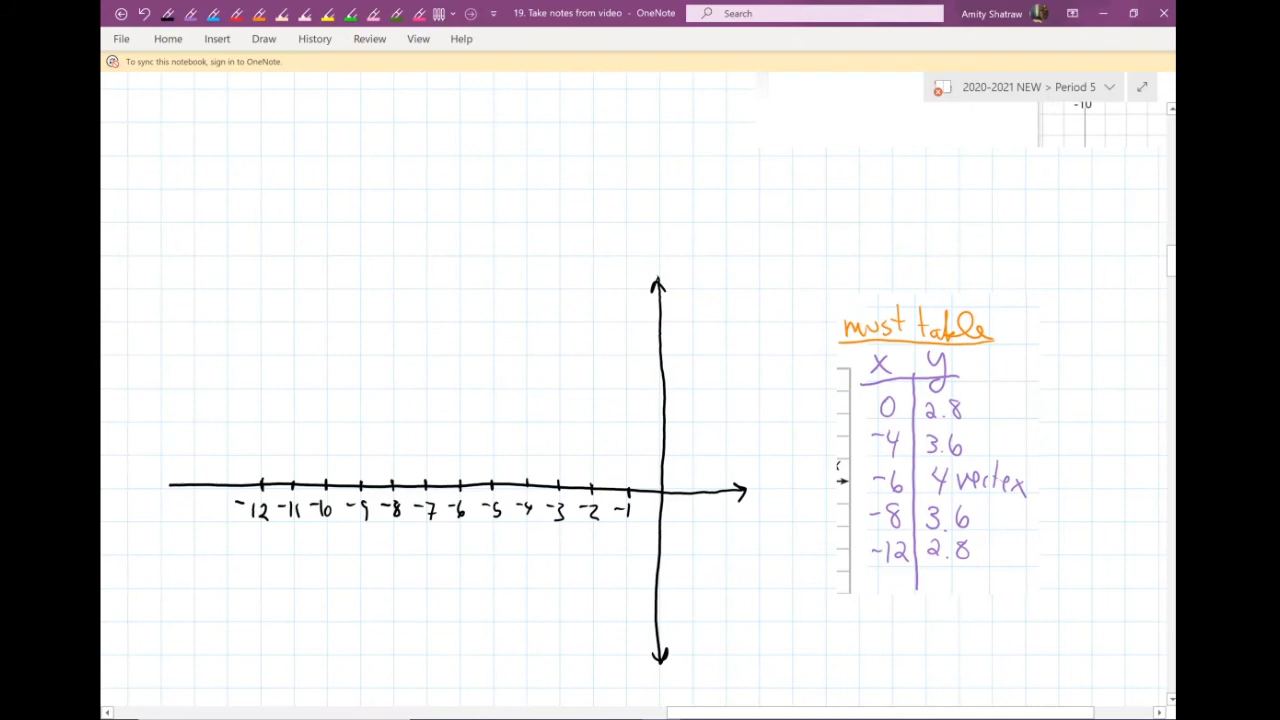 19. Take notes from video - OneNote
Search
Amity Shatraw
File Home Insert Draw History Review View Help
To sync this notebook, sign in to OneNote.
2020-2021 NEW > Period 5
-10
must table
x y
0 2.8
-4 3.6
-6 4 vertex
-8 3.6
-12 2.8
-12 -11 -10 -9 -8 -7 -6 -5 -4 -3 -2 -1